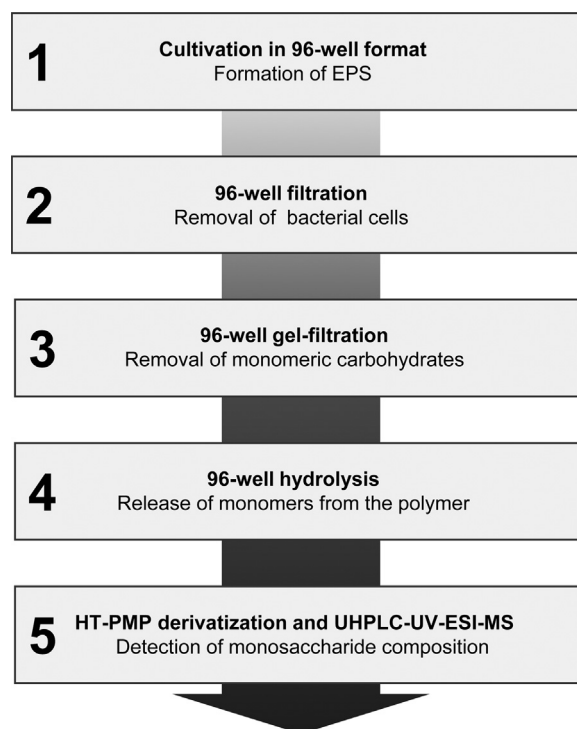 1
Cultivation in 96-well format
Formation of EPS
2
96-well filtration
Removal of bacterial cells
3
96-well gel-filtration
Removal of monomeric carbohydrates
4
96-well hydrolysis
Release of monomers from the polymer
5
HT-PMP derivatization and UHPLC-UV-ESI-MS
Detection of monosaccharide composition